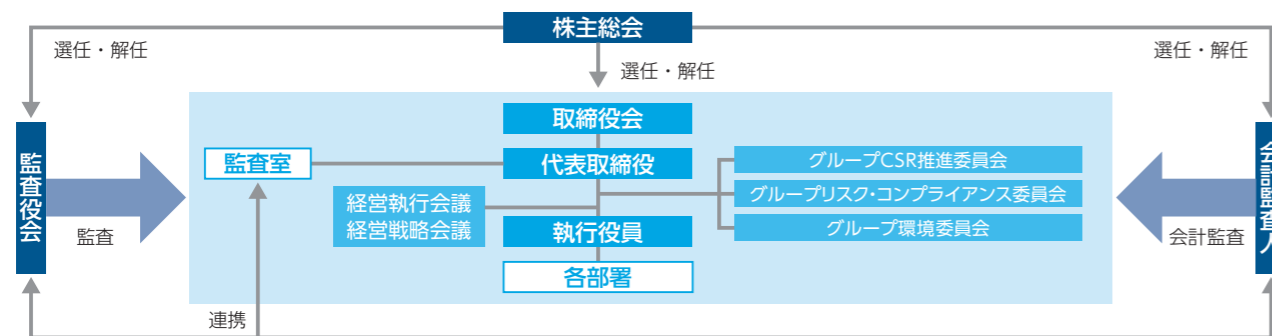 株主総会
選任・解任
選任・解任
選任・解任
取締役会
監査役会
監査室
代表取締役
グループCSR推進委員会
会計監査人
グループリスク・コンプライアンス委員会
経営執行会議
経営戦略会議
執行役員
グループ環境委員会
監査
会計監査
各部署
連携